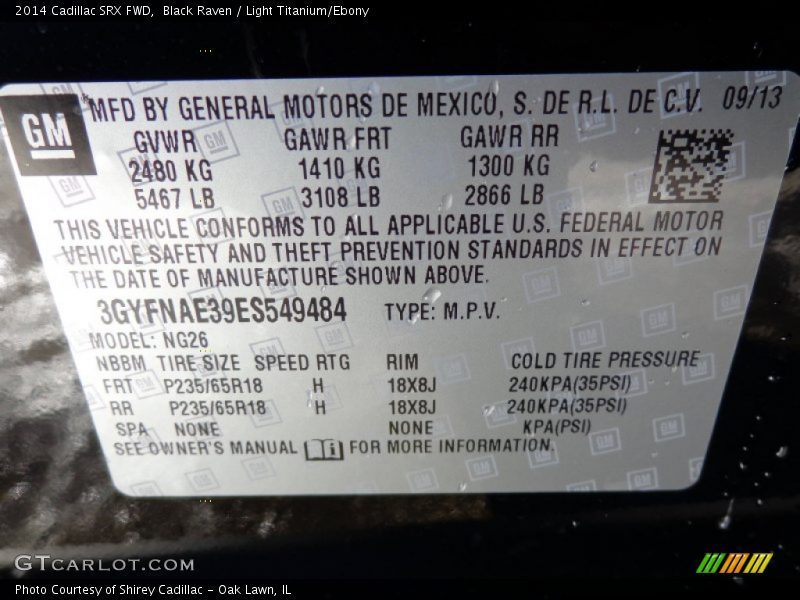 2014 Cadillac SRX FWD,  Black Raven / Light Titanium/Ebony
GM
MFD BY GENERAL MOTORS DE MEXICO, S. DE R.L. DE C.V. 09/13
GVWR GAWR FRT GAWR RR
2480 KG 1410 KG 1300 KG
5467 LB 3108 LB 2866 LB
THIS VEHICLE CONFORMS TO ALL APPLICABLE U.S. FEDERAL MOTOR
VEHICLE SAFETY AND THEFT PREVENTION STANDARDS IN EFFECT ON
THE DATE OF MANUFACTURE SHOWN ABOVE.
3GYFNAE39ES549484 TYPE: M.P.V.
MODEL: NG26
NBBM TIRE SIZE SPEED RTG RIM COLD TIRE PRESSURE
FRT P235/65R18 H 18X8J 240KPA(35PSI)
RR P235/65R18 H 18X8J 240KPA(35PSI)
SPA NONE NONE KPA(PSI)
SEE OWNER'S MANUAL FOR MORE INFORMATION.
GTCARLOT.COM
Photo Courtesy of Shirey Cadillac - Oak Lawn, IL